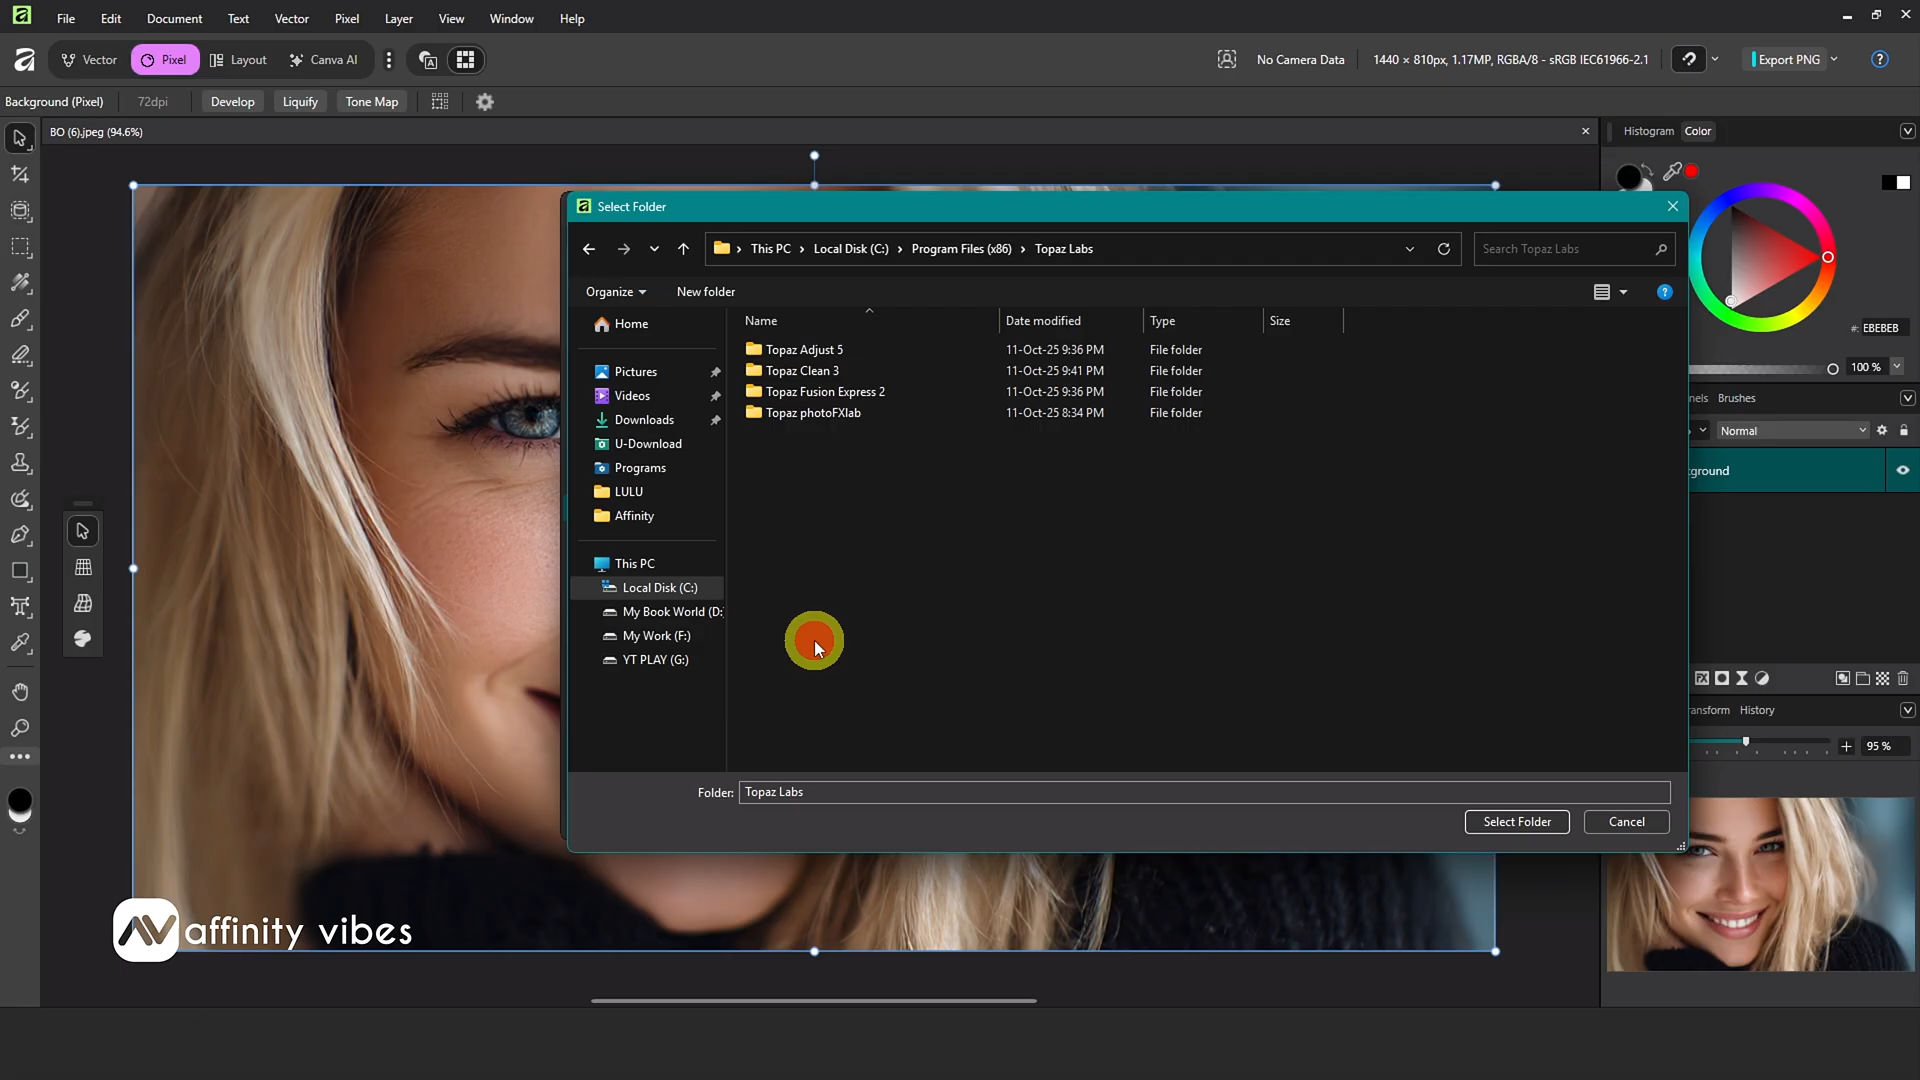 File Edit Document Text Vector Pixel Layer View Window Help
Vector Pixel Layout Canva AI No Camera Data 1440 × 810px, 1.17MP, RGBA/8 - sRGB IEC61966-2.1 Export PNG
Background (Pixel) 72dpi Develop Liquify Tone Map
BO (6).jpeg (94.6%)
Histogram Color
#: EBEBEB
100 %
nels Brushes
Normal
ground
ansform History
95 %
Select Folder
This PC Local Disk (C:) Program Files (x86) Topaz Labs
Search Topaz Labs
Organize New folder
Home
Pictures
Videos
Downloads
U-Download
Programs
LULU
Affinity
This PC
Local Disk (C:)
My Book World (D:
My Work (F:)
YT PLAY (G:)
Name Date modified Type Size
Topaz Adjust 5 11-Oct-25 9:36 PM File folder
Topaz Clean 3 11-Oct-25 9:41 PM File folder
Topaz Fusion Express 2 11-Oct-25 9:36 PM File folder
Topaz photoFXlab 11-Oct-25 8:34 PM File folder
Folder: Topaz Labs
Select Folder Cancel
affinity vibes